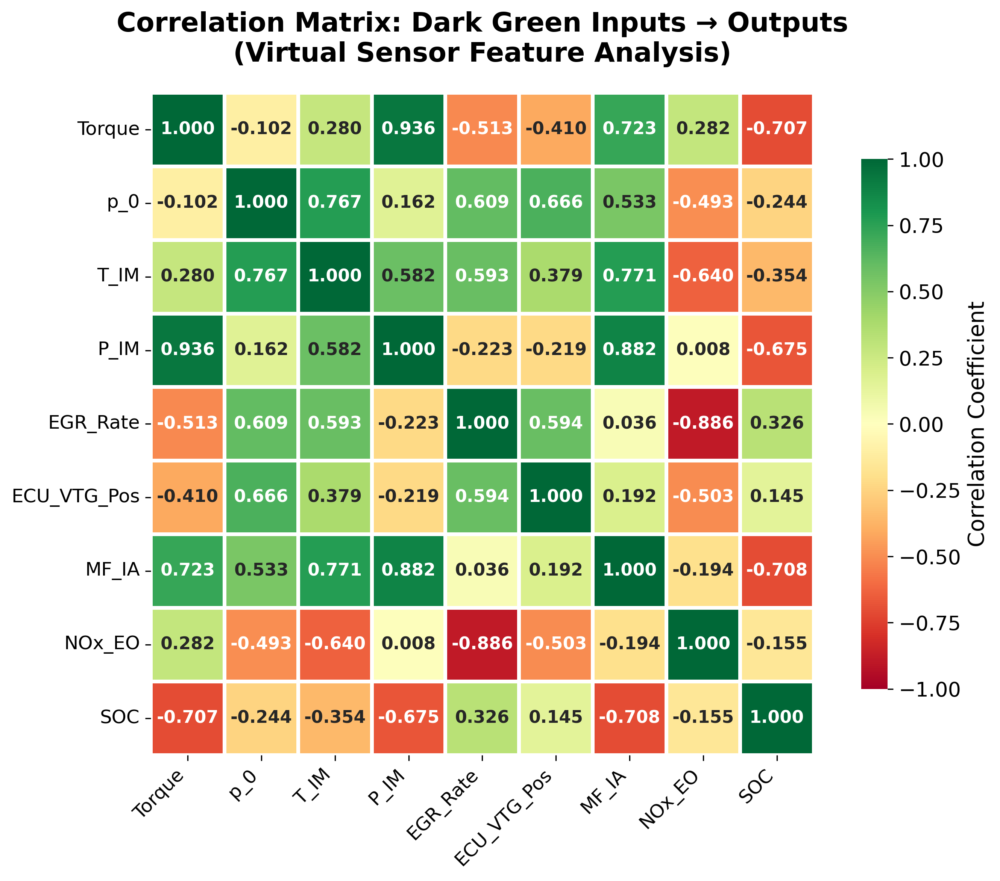 Correlation Matrix: Dark Green Inputs → Outputs
(Virtual Sensor Feature Analysis)
Torque 1.000 -0.102 0.280 0.936 -0.513 -0.410 0.723 0.282 -0.707
p_0 -0.102 1.000 0.767 0.162 0.609 0.666 0.533 -0.493 -0.244
T_IM 0.280 0.767 1.000 0.582 0.593 0.379 0.771 -0.640 -0.354
P_IM 0.936 0.162 0.582 1.000 -0.223 -0.219 0.882 0.008 -0.675
EGR_Rate -0.513 0.609 0.593 -0.223 1.000 0.594 0.036 -0.886 0.326
ECU_VTG_Pos -0.410 0.666 0.379 -0.219 0.594 1.000 0.192 -0.503 0.145
MF_IA 0.723 0.533 0.771 0.882 0.036 0.192 1.000 -0.194 -0.708
NOx_EO 0.282 -0.493 -0.640 0.008 -0.886 -0.503 -0.194 1.000 -0.155
SOC -0.707 -0.244 -0.354 -0.675 0.326 0.145 -0.708 -0.155 1.000
Torque p_0 T_IM P_IM EGR_Rate ECU_VTG_Pos MF_IA NOx_EO SOC
1.00
0.75
0.50
0.25
0.00
−0.25
−0.50
−0.75
−1.00
Correlation Coefficient